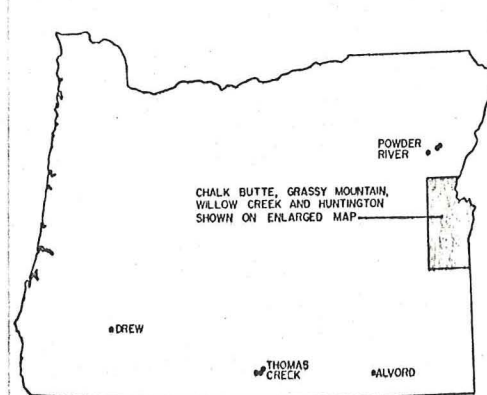 POWDER
RIVER
CHALK BUTTE, GRASSY MOUNTAIN,
WILLOW CREEK AND HUNTINGTON
SHOWN ON ENLARGED MAP
DREW
THOMAS
CREEK
ALVORD